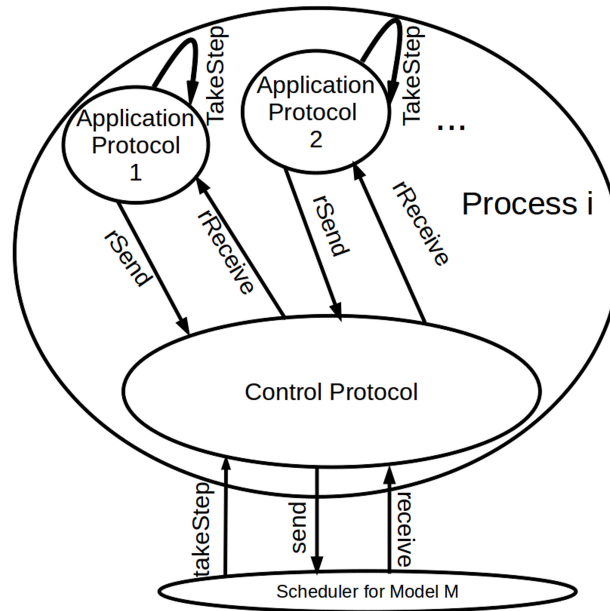 TakeStep
TakeStep
Application
Protocol
1
Application
Protocol
2
...
Process i
rSend
rReceive
rSend
rReceive
Control Protocol
takeStep
send
receive
Scheduler for Model M